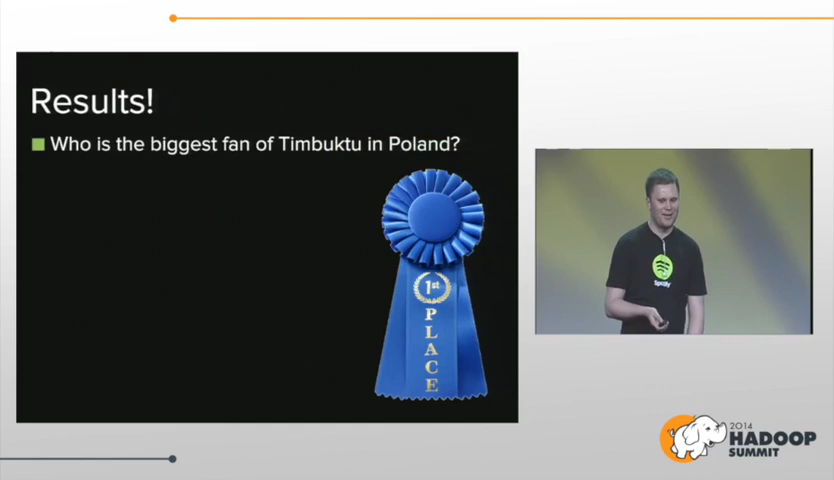 Results!
Who is the biggest fan of Timbuktu in Poland?
1st
PLACE
Spotify
2014
HADOOP
SUMMIT